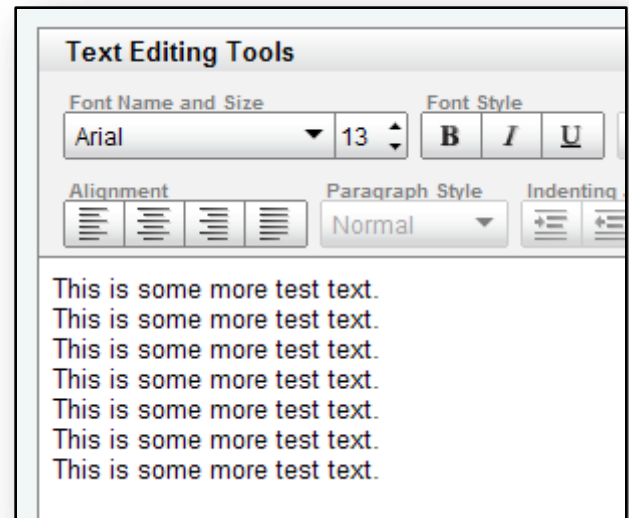 Text Editing Tools
Font Name and Size Font Style
Arial 13 B I U
Alignment Paragraph Style Indenting
Normal
This is some more test text.
This is some more test text.
This is some more test text.
This is some more test text.
This is some more test text.
This is some more test text.
This is some more test text.